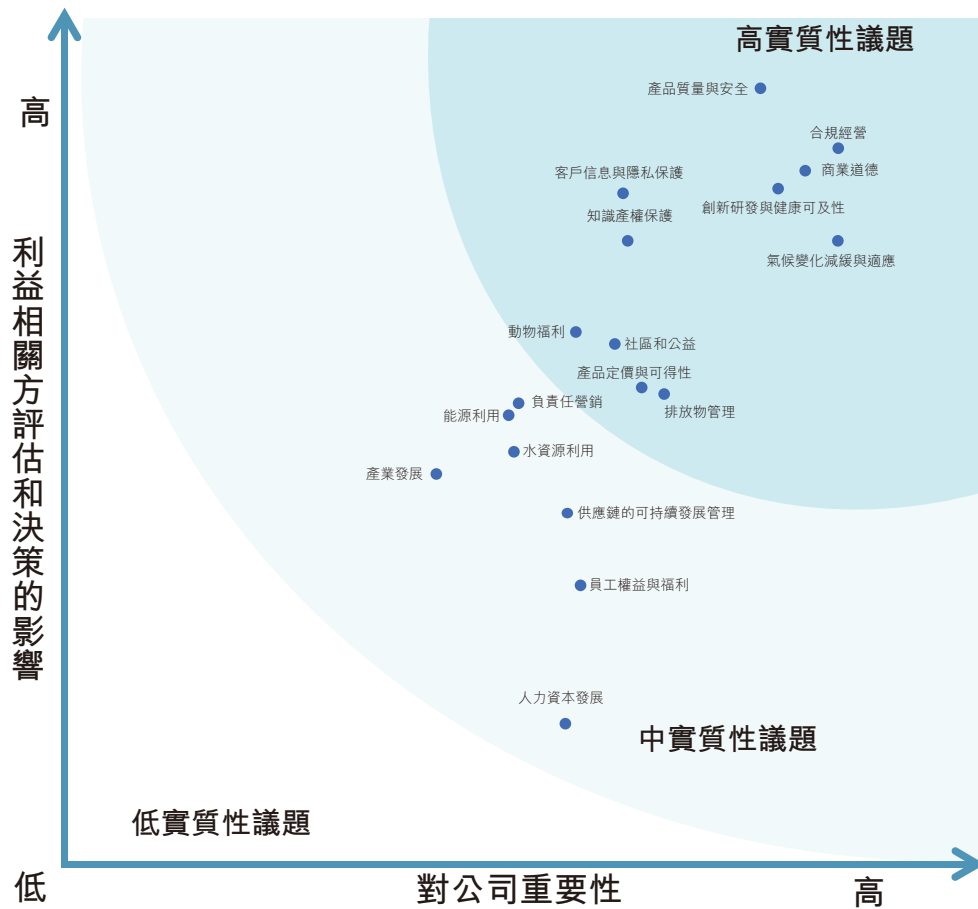 高實質性議題
產品質量與安全
高
合規經營
商業道德
客戶信息與隱私保護
創新研發與健康可及性
知識產權保護
氣候變化減緩與適應
利益相關方評估和決策的影響
動物福利
社區和公益
產品定價與可得性
負責任營銷
排放物管理
能源利用
水資源利用
產業發展
供應鏈的可持續發展管理
員工權益與福利
人力資本發展
中實質性議題
低實質性議題
低
對公司重要性
高